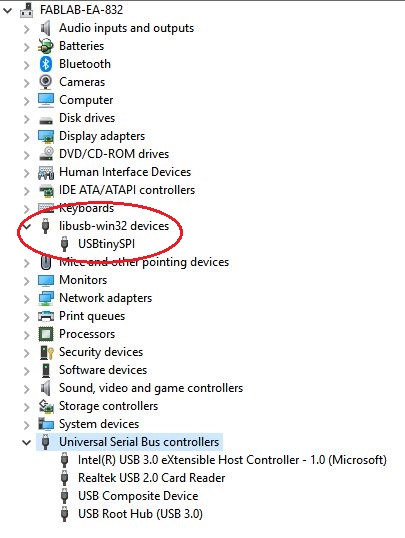 FABLAB-EA-832
Audio inputs and outputs
Batteries
Bluetooth
Cameras
Computer
Disk drives
Display adapters
DVD/CD-ROM drives
Human Interface Devices
IDE ATA/ATAPI controllers
Keyboards
libusb-win32 devices
USBtinySPI
Mice and other pointing devices
Monitors
Network adapters
Print queues
Processors
Security devices
Software devices
Sound, video and game controllers
Storage controllers
System devices
Universal Serial Bus controllers
Intel(R) USB 3.0 eXtensible Host Controller - 1.0 (Microsoft)
Realtek USB 2.0 Card Reader
USB Composite Device
USB Root Hub (USB 3.0)